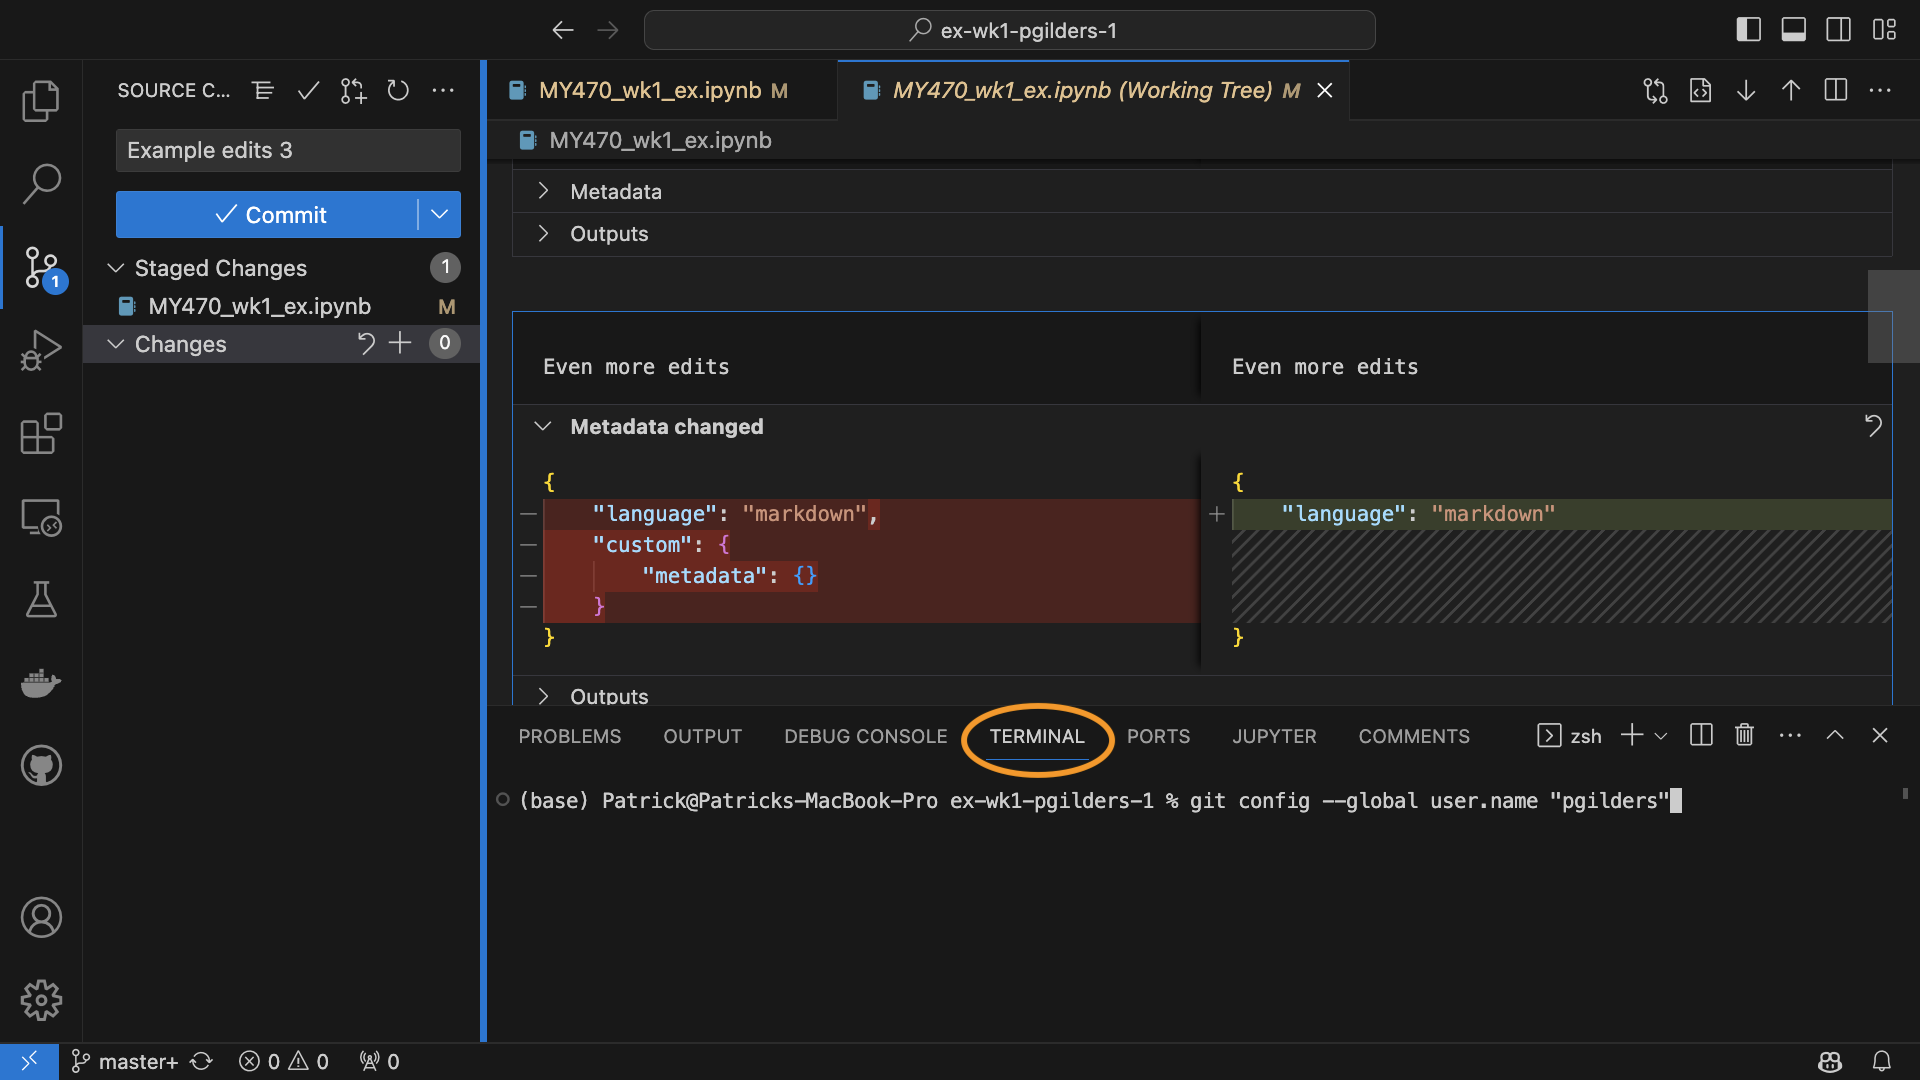 ex-wk1-pgilders-1
SOURCE C...
MY470_wk1_ex.ipynb M
MY470_wk1_ex.ipynb (Working Tree) M
MY470_wk1_ex.ipynb
Example edits 3
Commit
Staged Changes 1
MY470_wk1_ex.ipynb M
Changes 0
1
Metadata
Outputs
Even more edits
Even more edits
Metadata changed
{
"language": "markdown",
"custom": {
"metadata": {}
}
}
{
"language": "markdown"
}
Outputs
PROBLEMS OUTPUT DEBUG CONSOLE TERMINAL PORTS JUPYTER COMMENTS zsh
(base) Patrick@Patricks-MacBook-Pro ex-wk1-pgilders-1 % git config --global user.name "pgilders"
master+ 0 0 0